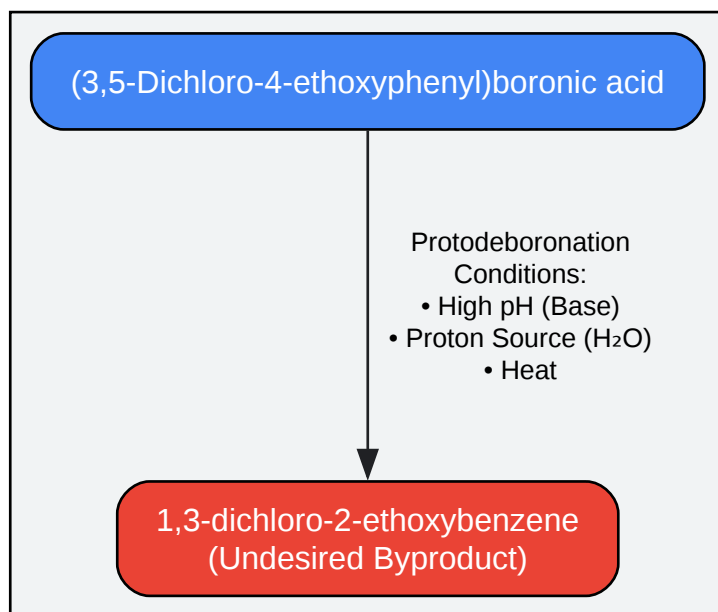 (3,5-Dichloro-4-ethoxyphenyl)boronic acid
Protodeboronation
Conditions:
• High pH (Base)
• Proton Source (H₂O)
• Heat
1,3-dichloro-2-ethoxybenzene
(Undesired Byproduct)